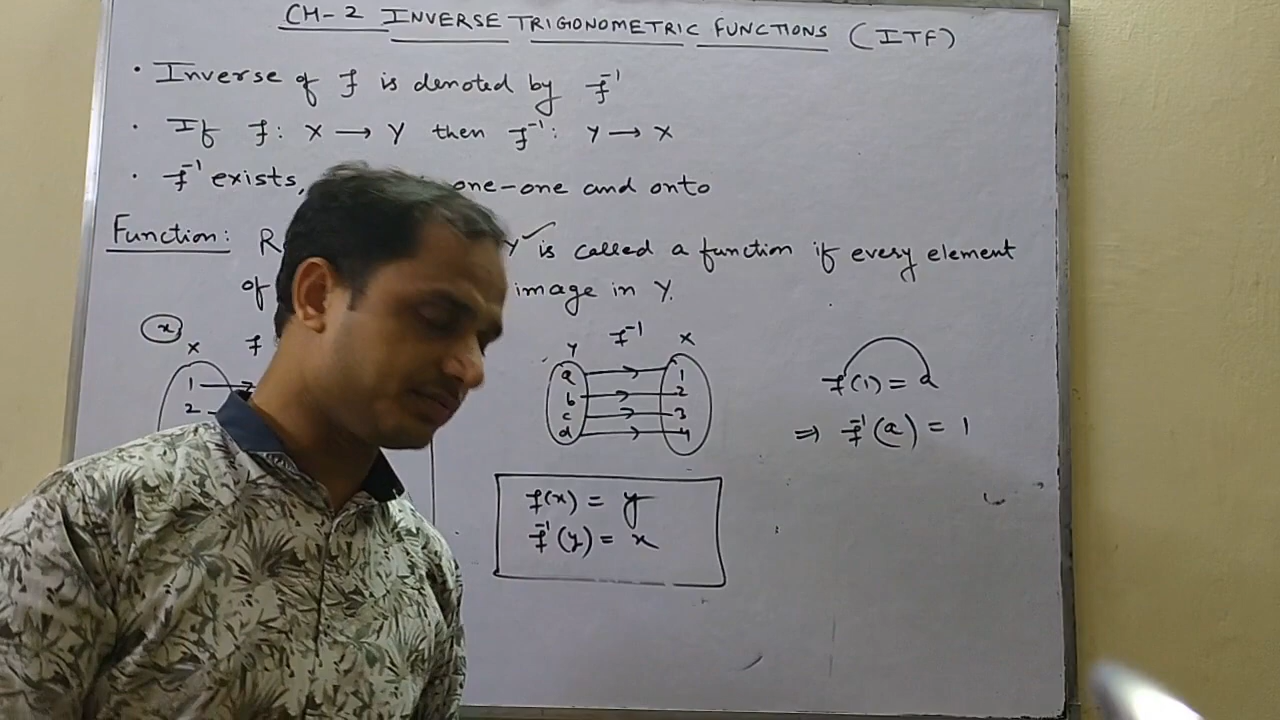 CH-2 INVERSE TRIGONOMETRIC FUNCTIONS (ITF)
• Inverse of f is denoted by f⁻¹
• If f: X → Y then f⁻¹: Y → X
• f⁻¹ exists, one-one and onto
Function: Y ✓ is called a function if every element
of image in Y.
x
X f
1
2
Y f⁻¹ X
a 1
b 2
c 3
d 4
f(1) = a
⇒ f⁻¹(a) = 1
f(x) = y
f⁻¹(y) = x